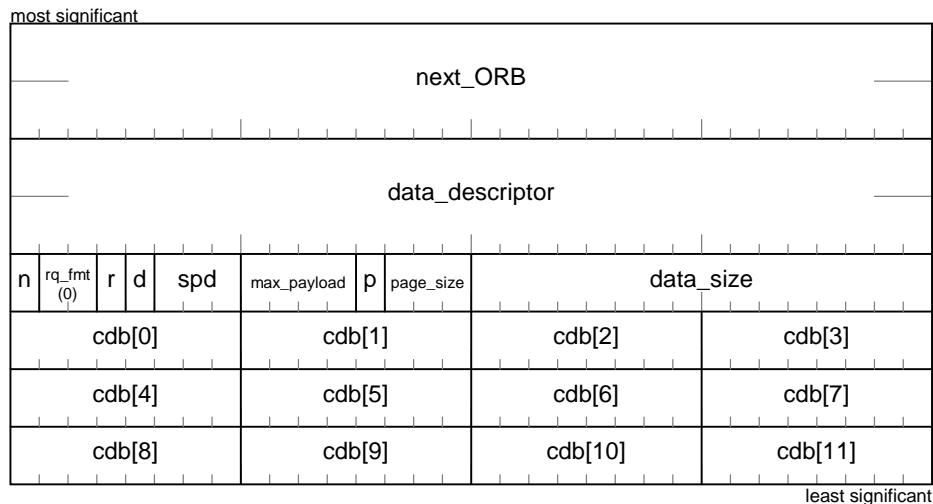 most significant
next_ORB
data_descriptor
n rq_fmt (0) r d spd max_payload p page_size data_size
cdb[0] cdb[1] cdb[2] cdb[3]
cdb[4] cdb[5] cdb[6] cdb[7]
cdb[8] cdb[9] cdb[10] cdb[11]
least significant